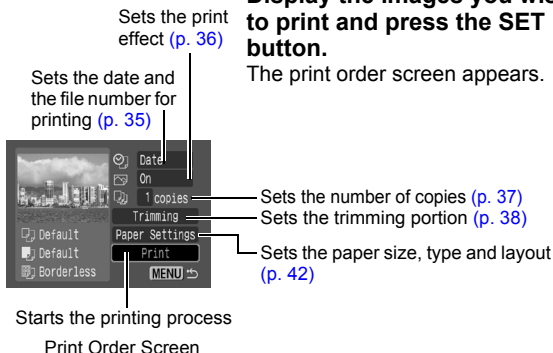 Display the images you wis
to print and press the SET
button.
The print order screen appears.
Sets the print
effect (p. 36)
Sets the date and
the file number for
printing (p. 35)
Date
On
1 copies
Trimming
Paper Settings
Print
MENU
Default
Default
Borderless
Sets the number of copies (p. 37)
Sets the trimming portion (p. 38)
Sets the paper size, type and layout
(p. 42)
Starts the printing process
Print Order Screen